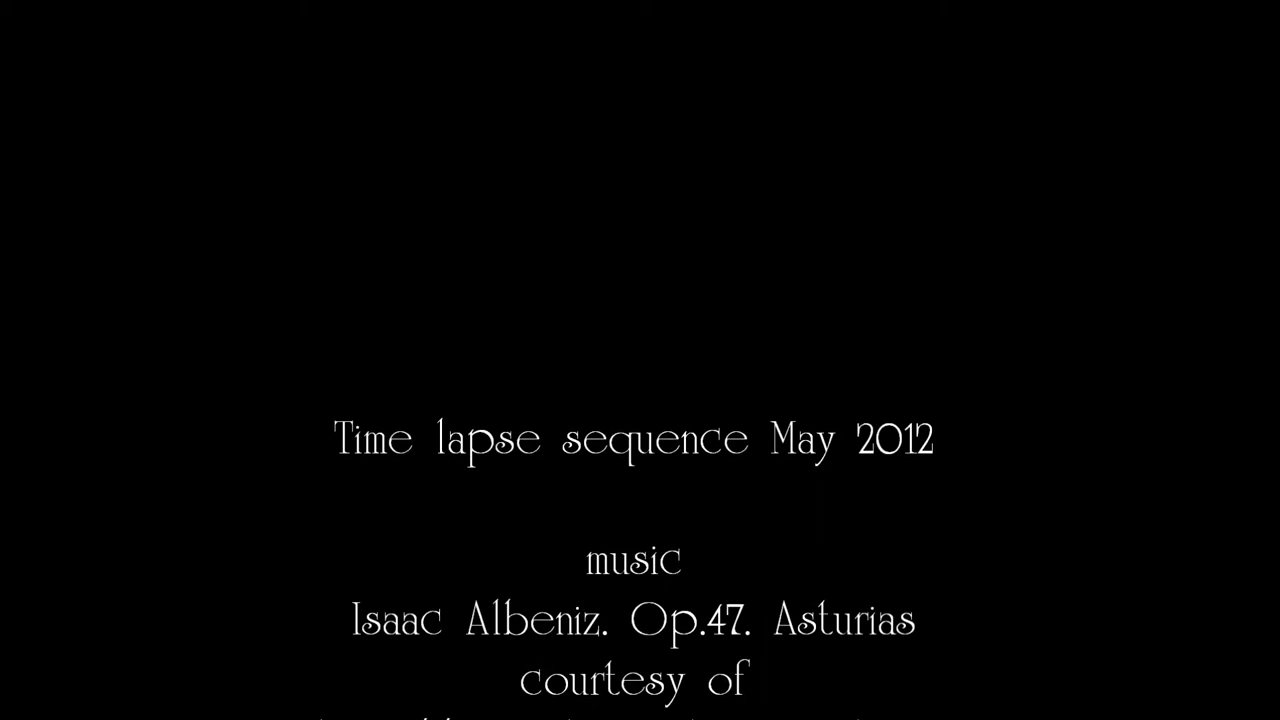 Time lapse sequence May 2012
music
Isaac Albeniz. Op.47. Asturias
courtesy of